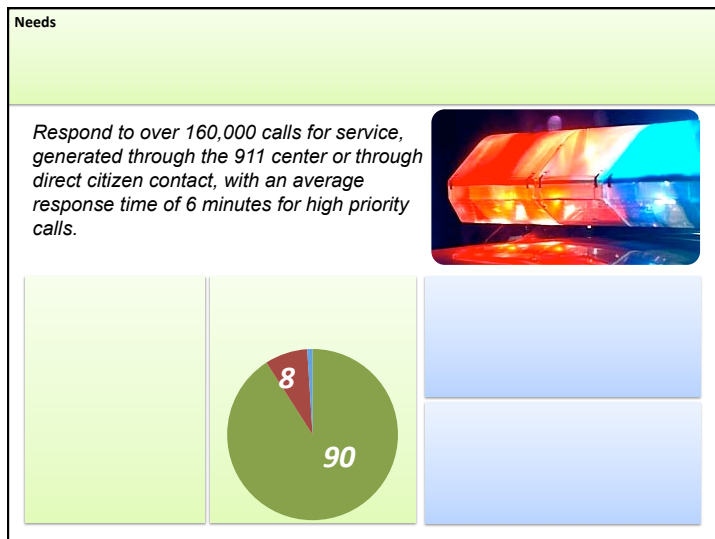 Needs
Respond to over 160,000 calls for service,
generated through the 911 center or through
direct citizen contact, with an average
response time of 6 minutes for high priority
calls.
8
90